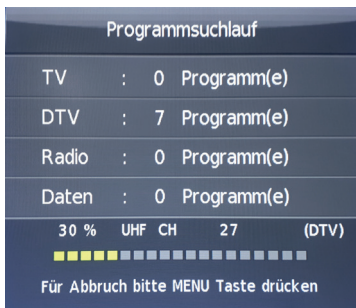 Programmsuchlauf
TV : 0 Programm(e)
DTV : 7 Programm(e)
Radio : 0 Programm(e)
Daten : 0 Programm(e)
30 % UHF CH 27 (DTV)
Für Abbruch bitte MENU Taste drücken